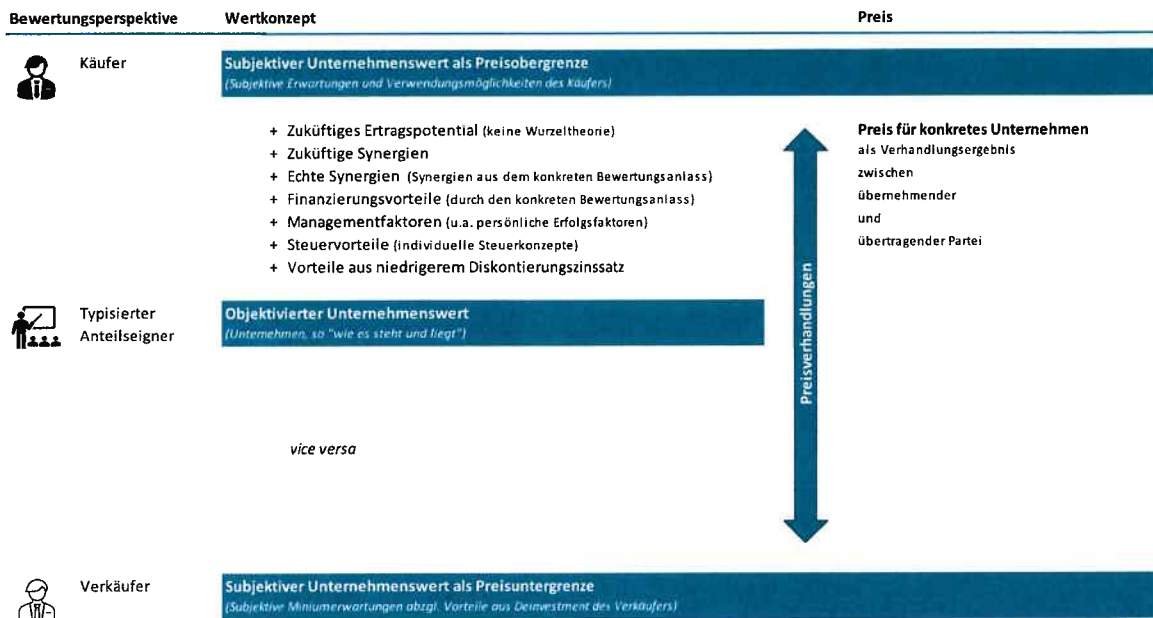 Bewertungsperspektive Wertkonzept Preis
Käufer
Subjektiver Unternehmenswert als Preisobergrenze
(Subjektive Erwartungen und Verwendungsmöglichkeiten des Käufers)
+ Zuküftiges Ertragspotential (keine Wurzeltheorie)
+ Zuküftige Synergien
+ Echte Synergien (Synergien aus dem konkreten Bewertungsanlass)
+ Finanzierungsvorteile (durch den konkreten Bewertungsanlass)
+ Managementfaktoren (u.a. persönliche Erfolgsfaktoren)
+ Steuervorteile (individuelle Steuerkonzepte)
+ Vorteile aus niedrigerem Diskontierungszinssatz
Preis für konkretes Unternehmen
als Verhandlungsergebnis
zwischen
übernehmender
und
übertragender Partei
Preisverhandlungen
Typisierter
Anteilseigner
Objektivierter Unternehmenswert
(Unternehmen, so "wie es steht und liegt")
vice versa
Verkäufer
Subjektiver Unternehmenswert als Preisuntergrenze
(Subjektive Miniumerwartungen abzgl. Vorteile aus Deinvestment des Verkäufers)